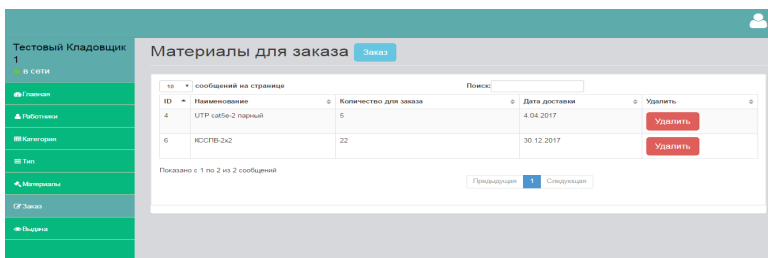 Тестовый Кладовщик
1
в сети
Главная
Работники
Категории
Тип
Материалы
Заказ
Выдача
Материалы для заказа Заказ
10 сообщений на странице Поиск:
ID Наименование Количество для заказа Дата доставки Удалить
4 UTP cat5e-2 парный 5 4.04.2017 Удалить
6 КССПВ-2x2 22 30.12.2017 Удалить
Показано с 1 по 2 из 2 сообщений
Предыдущая 1 Следующая